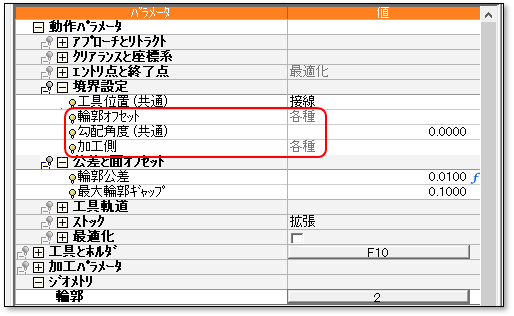 パラメータ 値
動作パラメータ
アプローチとリトラクト
クリアランスと座標系
エントリ点と終了点 最適化
境界設定
工具位置 (共通) 接線
輪郭オフセット 各種
勾配角度 (共通) 0.0000
加工側 各種
公差と面オフセット
輪郭公差 0.0100 f
最大輪郭ギャップ 0.1000
工具軌道
ストック 拡張
最適化
工具とホルダ F10
加工パラメータ
ジオメトリ
輪郭 2